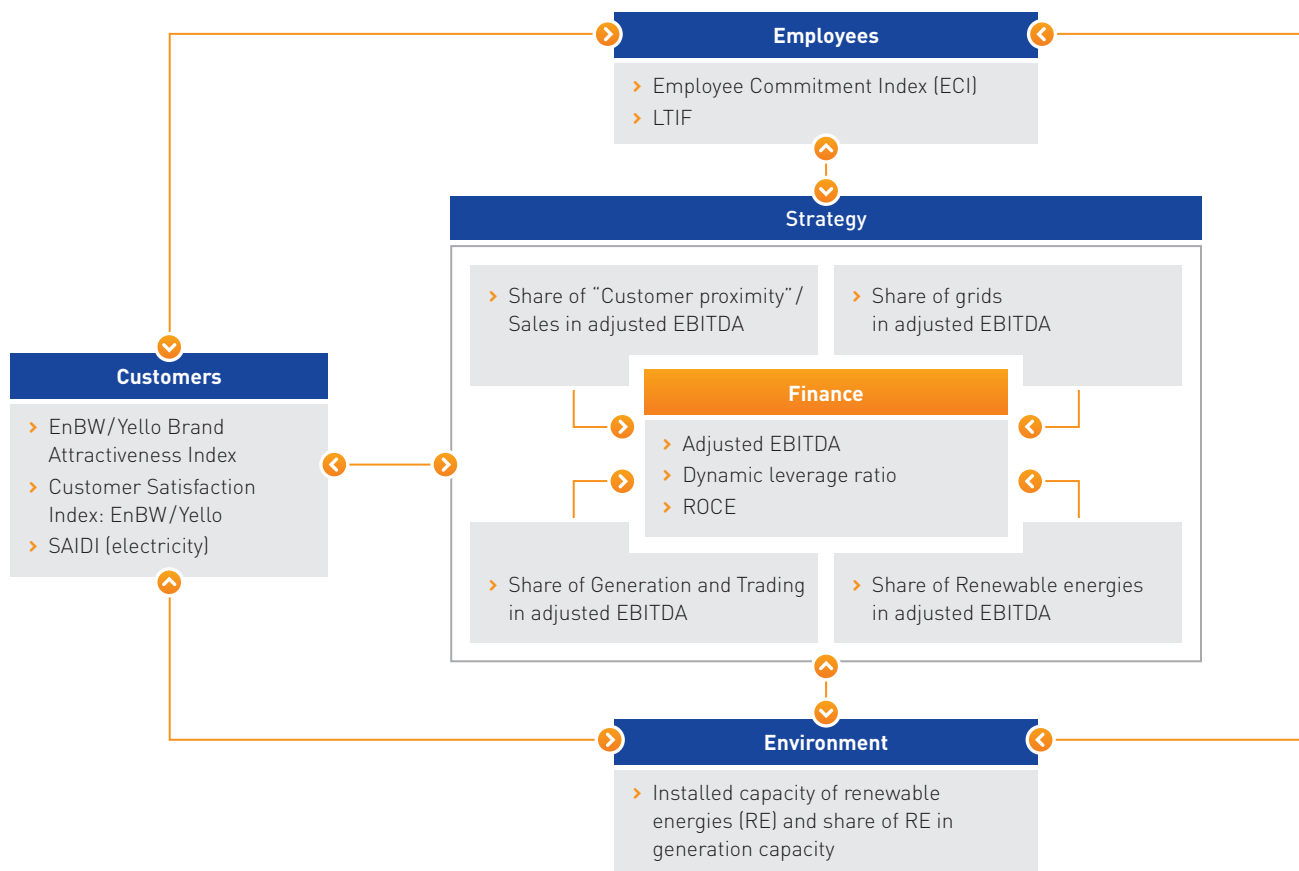 Employees
Employee Commitment Index (ECI)
LTIF
Strategy
Share of “Customer proximity”/
Sales in adjusted EBITDA
Share of grids
in adjusted EBITDA
Customers
EnBW/Yello Brand
Attractiveness Index
Customer Satisfaction
Index: EnBW/Yello
SAIDI (electricity)
Finance
Adjusted EBITDA
Dynamic leverage ratio
ROCE
Share of Generation and Trading
in adjusted EBITDA
Share of Renewable energies
in adjusted EBITDA
Environment
Installed capacity of renewable
energies (RE) and share of RE in
generation capacity